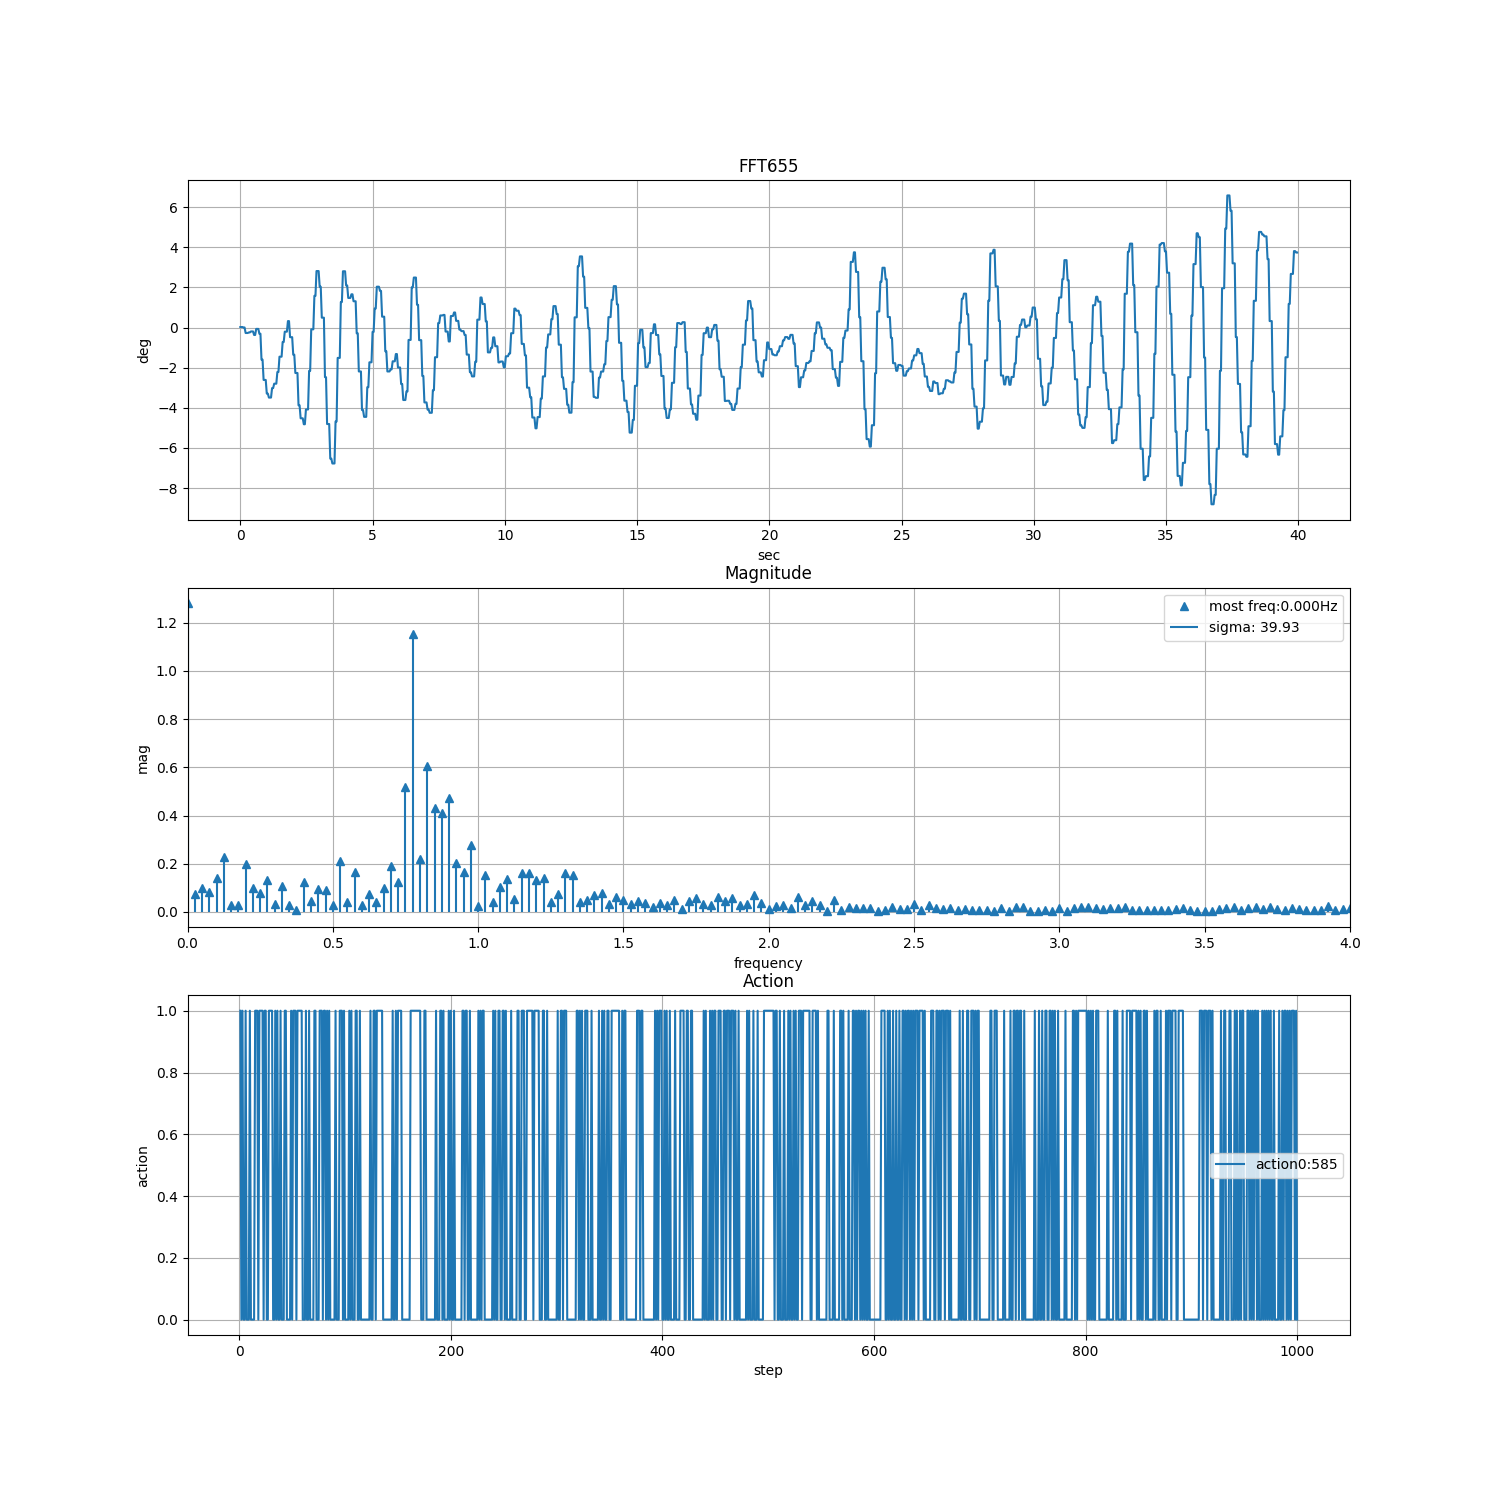 FFT655
6
4
2
0
−2
−4
−6
−8
deg
0 5 10 15 20 25 30 35 40
sec
Magnitude
1.2
1.0
0.8
0.6
0.4
0.2
0.0
mag
most freq:0.000Hz
sigma: 39.93
0.0 0.5 1.0 1.5 2.0 2.5 3.0 3.5 4.0
frequency
Action
1.0
0.8
0.6
0.4
0.2
0.0
action
action0:585
0 200 400 600 800 1000
step